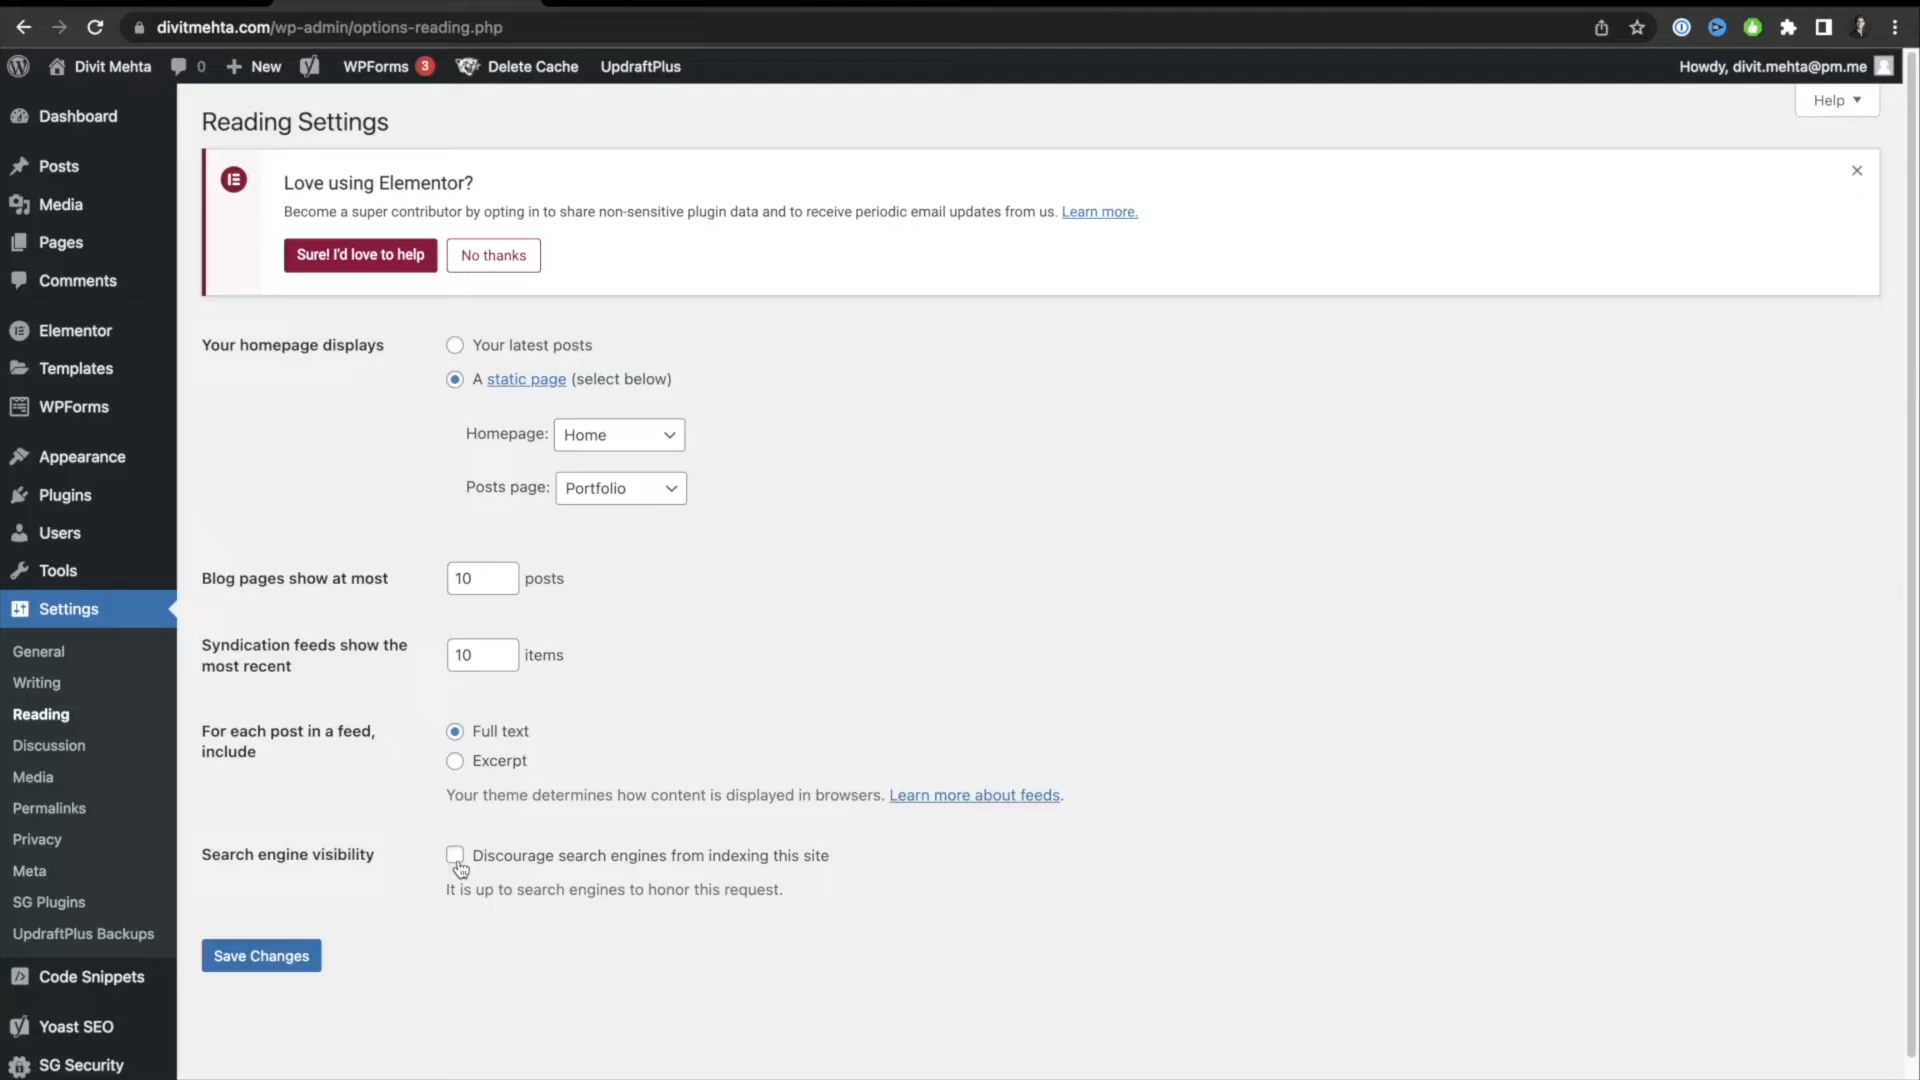 divitmehta.com/wp-admin/options-reading.php
Divit Mehta 0 New WPForms 3 Delete Cache UpdraftPlus Howdy, divit.mehta@pm.me
Help
Dashboard
Posts
Media
Pages
Comments
Elementor
Templates
WPForms
Appearance
Plugins
Users
Tools
Settings
General
Writing
Reading
Discussion
Media
Permalinks
Privacy
Meta
SG Plugins
UpdraftPlus Backups
Code Snippets
Yoast SEO
SG Security
Reading Settings
Love using Elementor?
Become a super contributor by opting in to share non-sensitive plugin data and to receive periodic email updates from us. Learn more.
Sure! I'd love to help No thanks
Your homepage displays Your latest posts
A static page (select below)
Homepage: Home
Posts page: Portfolio
Blog pages show at most 10 posts
Syndication feeds show the
most recent 10 items
For each post in a feed,
include
Full text
Excerpt
Your theme determines how content is displayed in browsers. Learn more about feeds.
Search engine visibility Discourage search engines from indexing this site
It is up to search engines to honor this request.
Save Changes